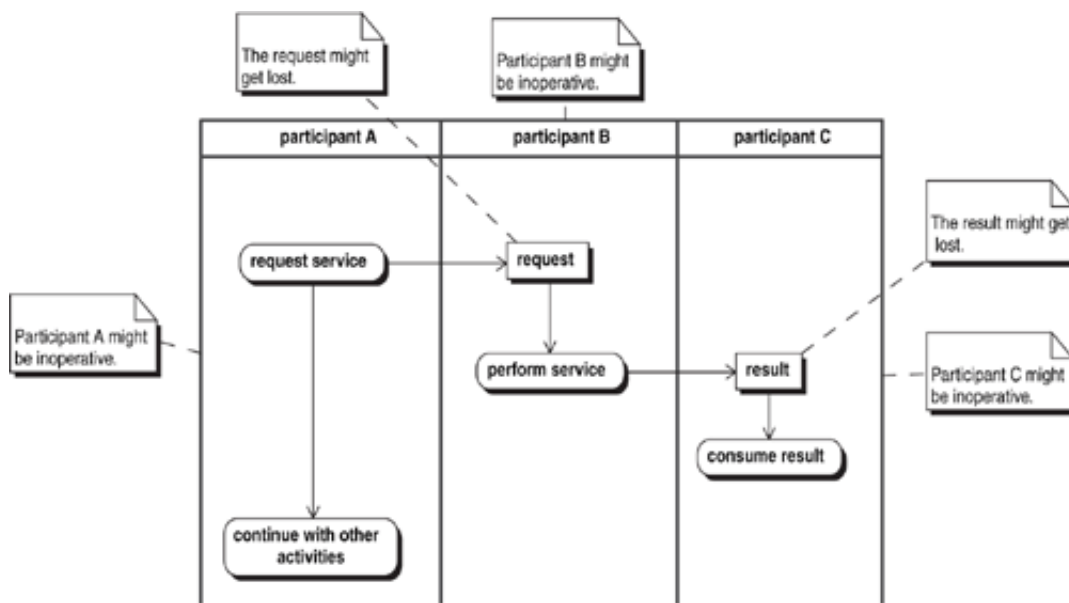 The request might
get lost.
Participant B might
be inoperative.
participant A
participant B
participant C
The result might get
lost.
request service
request
Participant A might
be inoperative.
perform service
result
Participant C might
be inoperative.
consume result
continue with other
activities